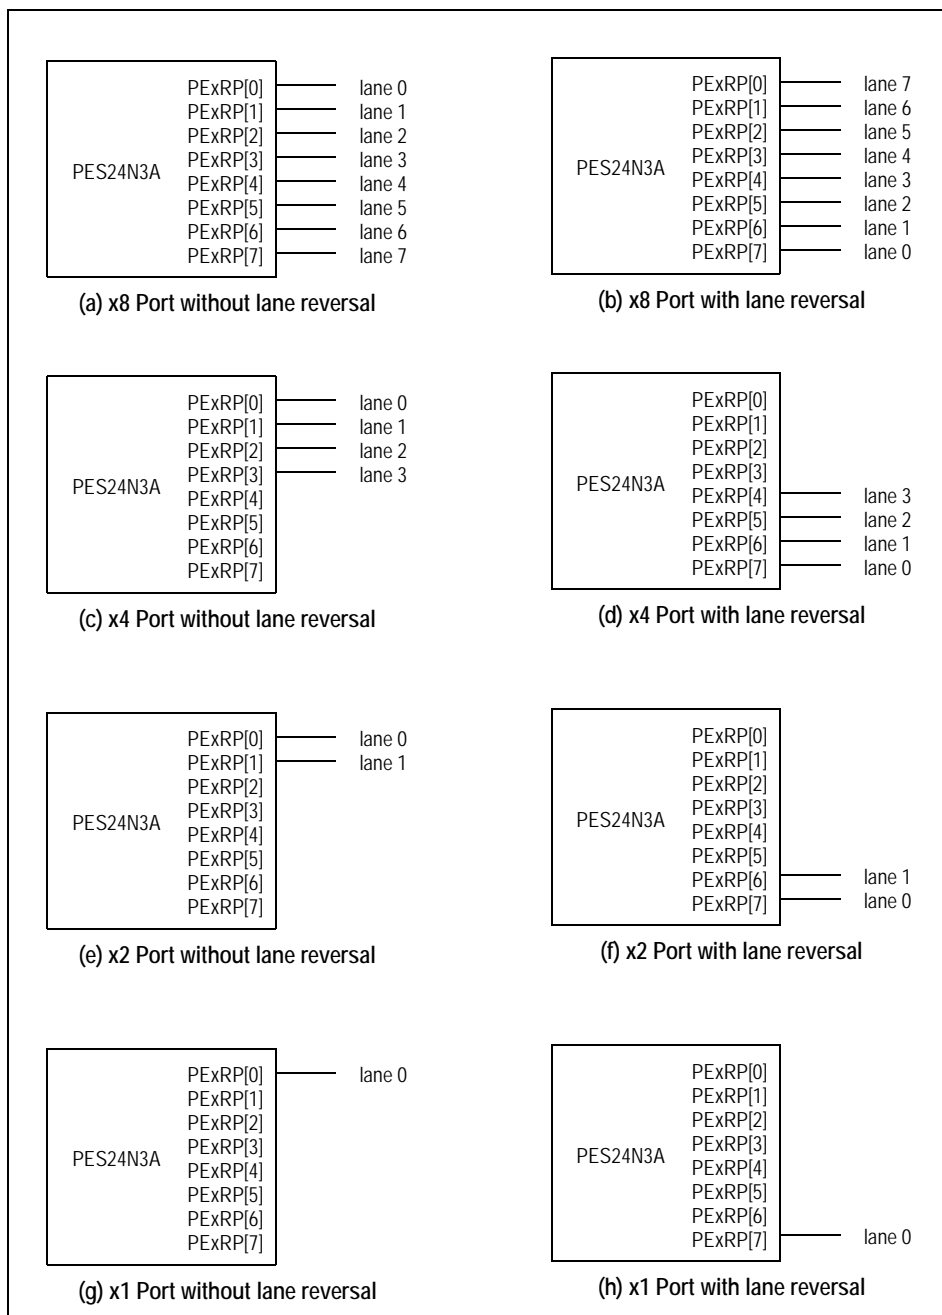 PES24N3A
PExRP[0] lane 0
PExRP[1] lane 1
PExRP[2] lane 2
PExRP[3] lane 3
PExRP[4] lane 4
PExRP[5] lane 5
PExRP[6] lane 6
PExRP[7] lane 7
(a) x8 Port without lane reversal
PES24N3A
PExRP[0] lane 7
PExRP[1] lane 6
PExRP[2] lane 5
PExRP[3] lane 4
PExRP[4] lane 3
PExRP[5] lane 2
PExRP[6] lane 1
PExRP[7] lane 0
(b) x8 Port with lane reversal
PES24N3A
PExRP[0] lane 0
PExRP[1] lane 1
PExRP[2] lane 2
PExRP[3] lane 3
PExRP[4]
PExRP[5]
PExRP[6]
PExRP[7]
(c) x4 Port without lane reversal
PES24N3A
PExRP[0]
PExRP[1]
PExRP[2]
PExRP[3]
PExRP[4] lane 3
PExRP[5] lane 2
PExRP[6] lane 1
PExRP[7] lane 0
(d) x4 Port with lane reversal
PES24N3A
PExRP[0] lane 0
PExRP[1] lane 1
PExRP[2]
PExRP[3]
PExRP[4]
PExRP[5]
PExRP[6]
PExRP[7]
(e) x2 Port without lane reversal
PES24N3A
PExRP[0]
PExRP[1]
PExRP[2]
PExRP[3]
PExRP[4]
PExRP[5]
PExRP[6] lane 1
PExRP[7] lane 0
(f) x2 Port with lane reversal
PES24N3A
PExRP[0] lane 0
PExRP[1]
PExRP[2]
PExRP[3]
PExRP[4]
PExRP[5]
PExRP[6]
PExRP[7]
(g) x1 Port without lane reversal
PES24N3A
PExRP[0]
PExRP[1]
PExRP[2]
PExRP[3]
PExRP[4]
PExRP[5]
PExRP[6]
PExRP[7] lane 0
(h) x1 Port with lane reversal